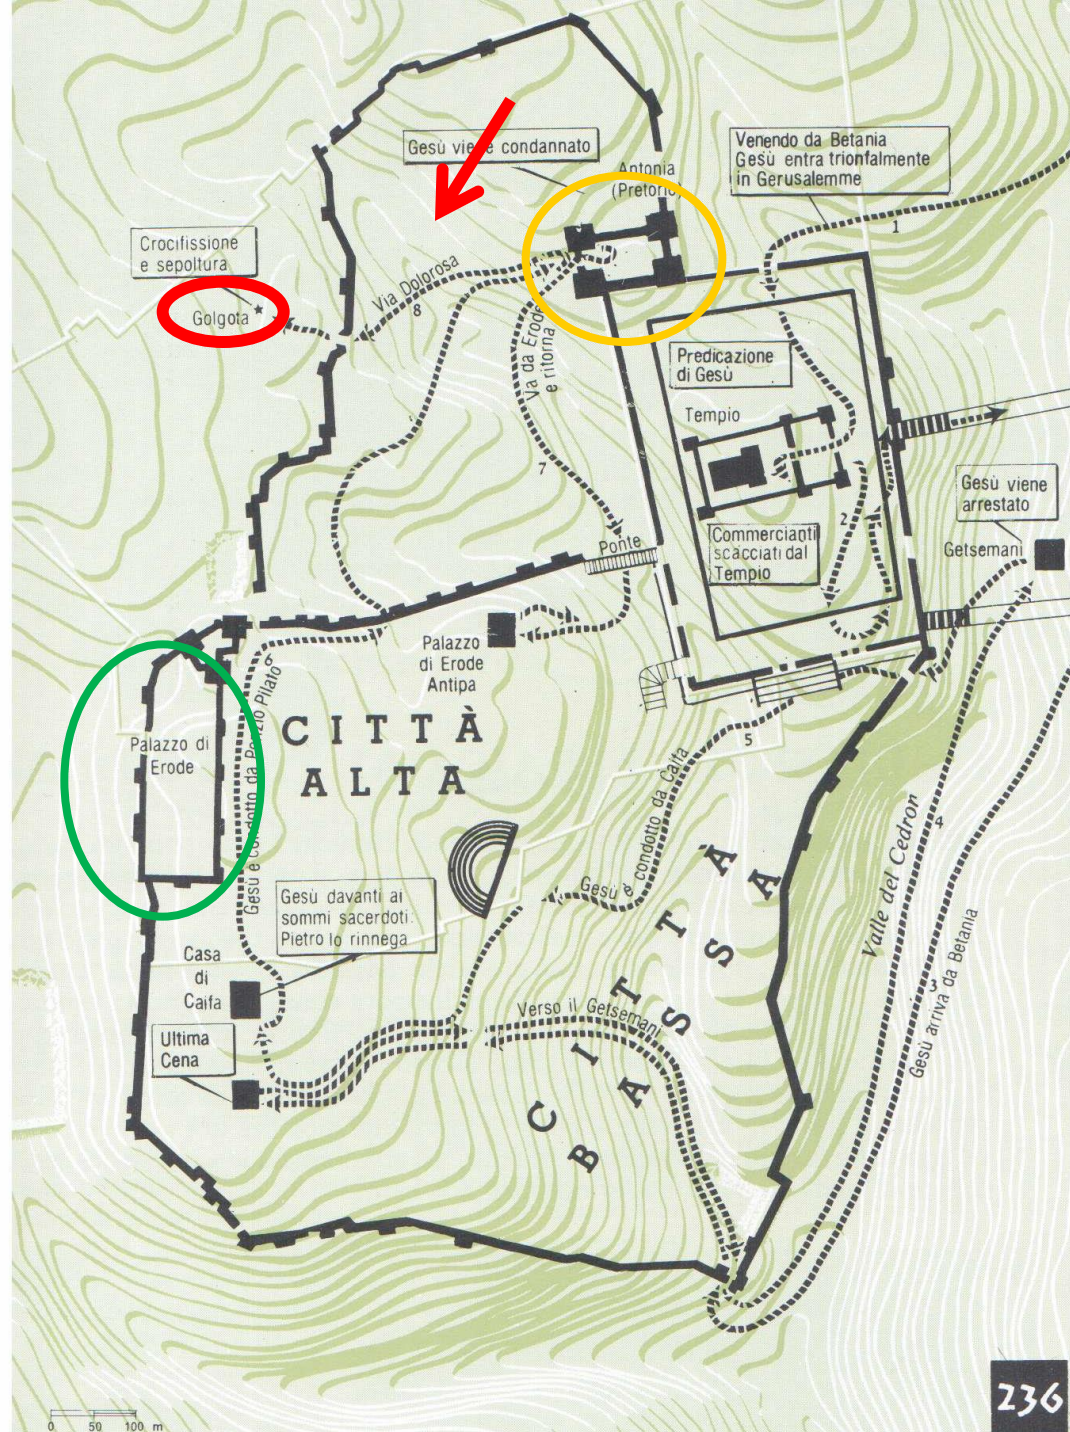 Gesù viene condannato
Antonia
(Pretorio)
Venendo da Betania
Gesù entra trionfalmente
in Gerusalemme
1
Crocifissione
e sepoltura
Golgota
Via Dolorosa
8
Va da Erode
e ritorna
7
Predicazione
di Gesù
Tempio
2
Commercianti
scacciati dal
Tempio
Gesù viene
arrestato
Getsemani
Ponte
Palazzo
di Erode
Antipa
6
Gesù è condotto da Ponzio Pilato
Palazzo di
Erode
CITTÀ
ALTA
5
Gesù è condotto da Caifa
Gesù davanti ai
sommi sacerdoti.
Pietro lo rinnega
Casa
di
Caifa
Ultima
Cena
Verso il Getsemani
CITTÀ
BASSA
Valle del Cedron
4
3
Gesù arriva da Betania
0 50 100 m
236